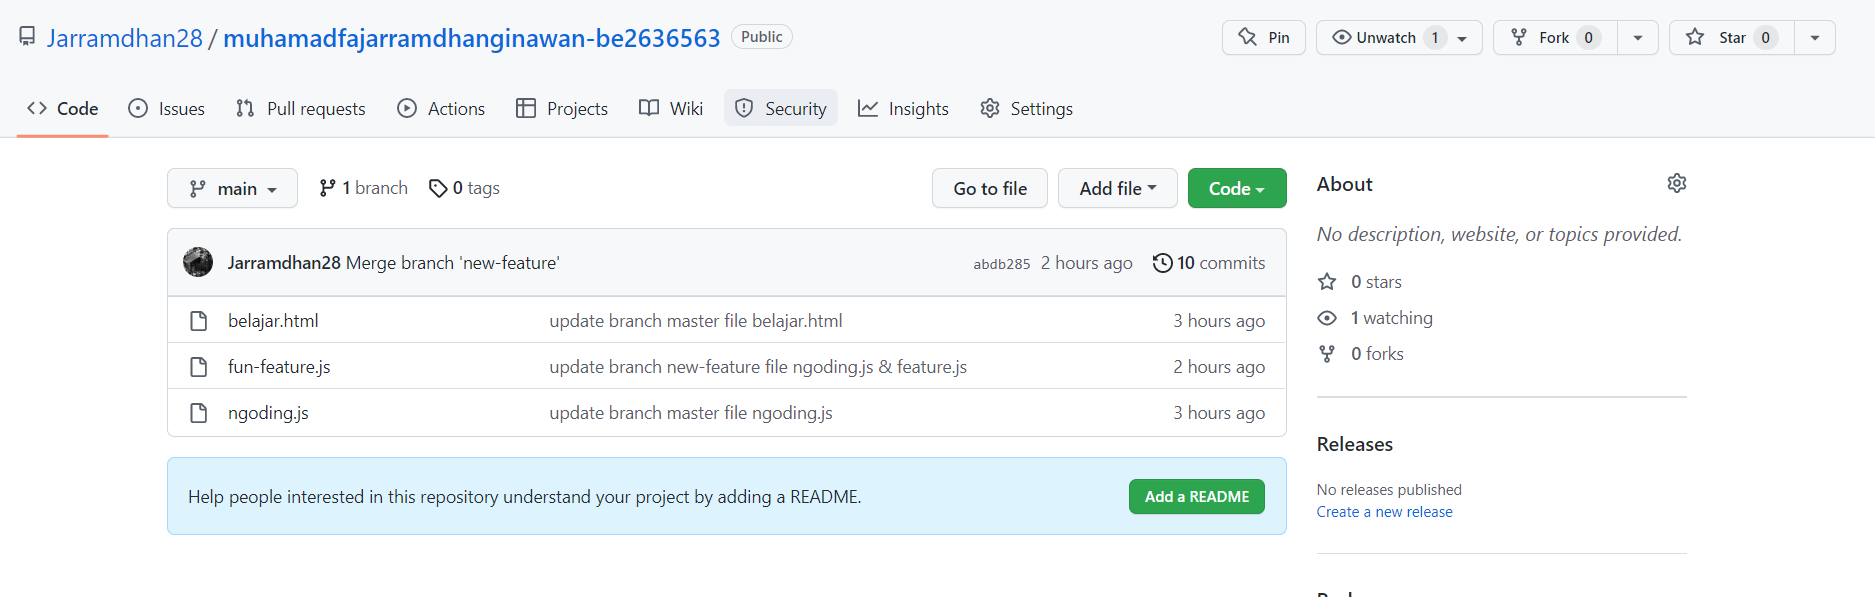 Jarramdhan28 / muhamadfajarramdhanginawan-be2636563 Public Pin Unwatch 1 Fork 0 Star 0
Code Issues Pull requests Actions Projects Wiki Security Insights Settings
main 1 branch 0 tags Go to file Add file Code
Jarramdhan28 Merge branch 'new-feature' abdb285 2 hours ago 10 commits
belajar.html update branch master file belajar.html 3 hours ago
fun-feature.js update branch new-feature file ngoding.js & feature.js 2 hours ago
ngoding.js update branch master file ngoding.js 3 hours ago
Help people interested in this repository understand your project by adding a README. Add a README
About
No description, website, or topics provided.
0 stars
1 watching
0 forks
Releases
No releases published
Create a new release